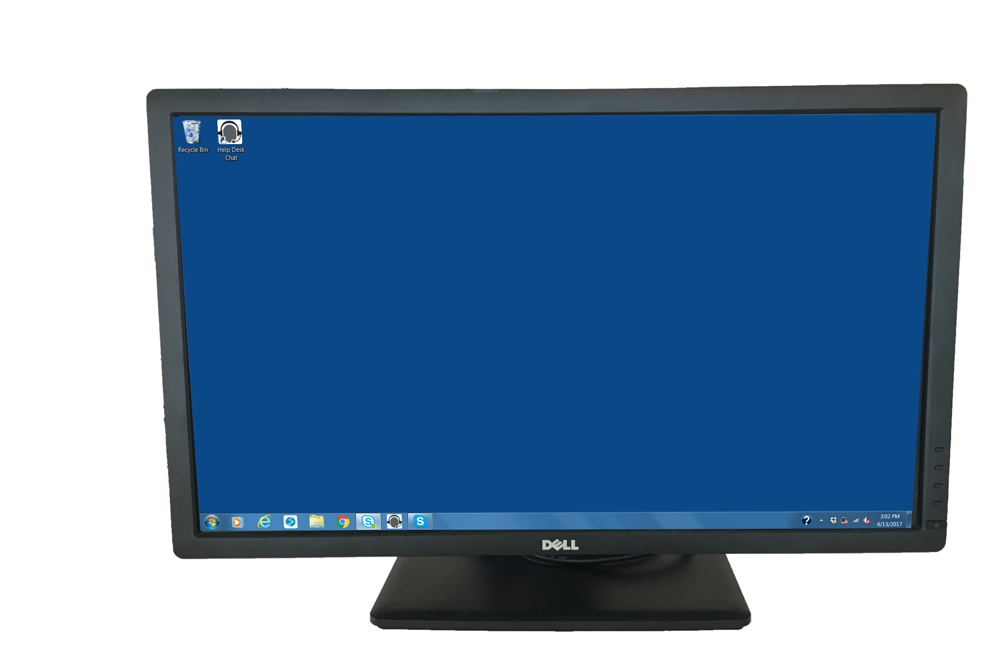 Recycle Bin
Help Desk
Chat
3:02 PM
4/13/2017
DELL